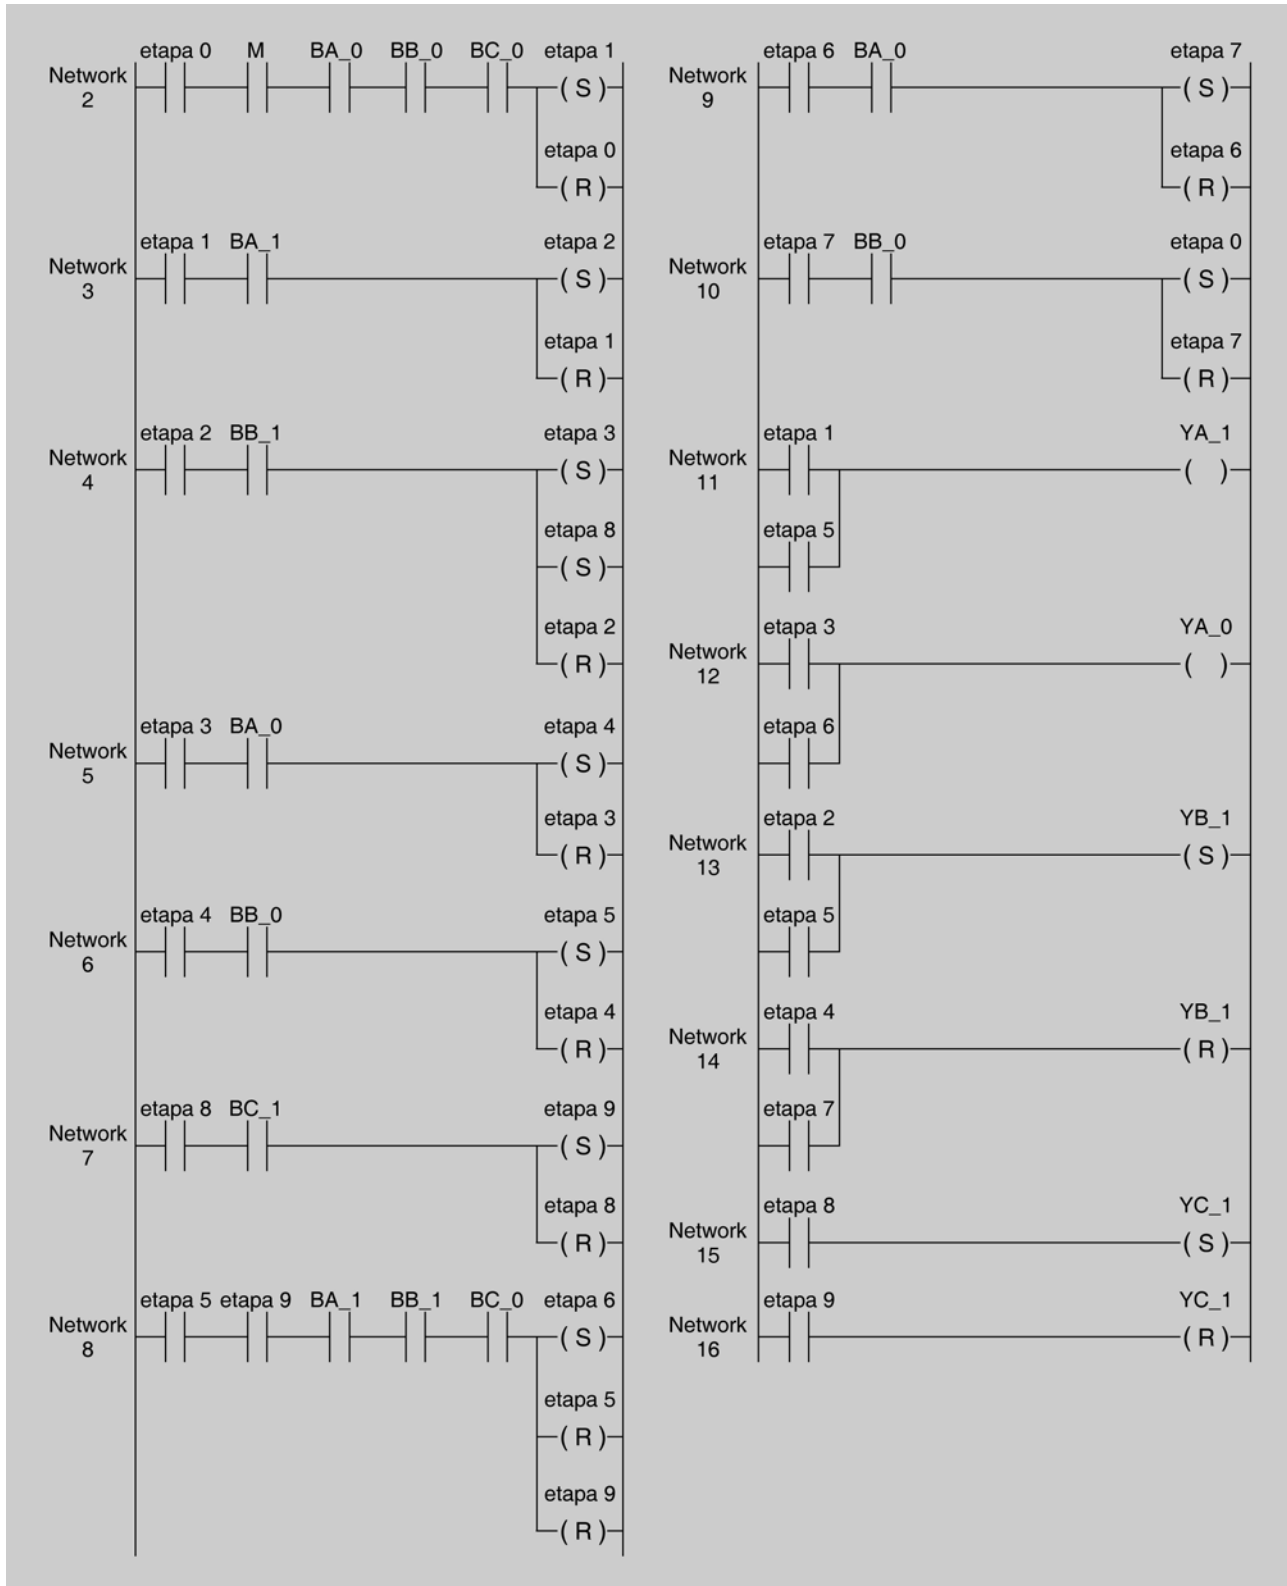 etapa 0 M BA_0 BB_0 BC_0 etapa 1
Network
2
( S )
etapa 0
( R )
etapa 1 BA_1 etapa 2
Network
3
( S )
etapa 1
( R )
etapa 2 BB_1 etapa 3
Network
4
( S )
etapa 8
( S )
etapa 2
( R )
etapa 3 BA_0 etapa 4
Network
5
( S )
etapa 3
( R )
etapa 4 BB_0 etapa 5
Network
6
( S )
etapa 4
( R )
etapa 8 BC_1 etapa 9
Network
7
( S )
etapa 8
( R )
etapa 5 etapa 9 BA_1 BB_1 BC_0 etapa 6
Network
8
( S )
etapa 5
( R )
etapa 9
( R )
etapa 6 BA_0 etapa 7
Network
9
( S )
etapa 6
( R )
etapa 7 BB_0 etapa 0
Network
10
( S )
etapa 7
( R )
etapa 1 YA_1
Network
11
( )
etapa 5
etapa 3 YA_0
Network
12
( )
etapa 6
etapa 2 YB_1
Network
13
( S )
etapa 5
etapa 4 YB_1
Network
14
( R )
etapa 7
etapa 8 YC_1
Network
15
( S )
etapa 9 YC_1
Network
16
( R )